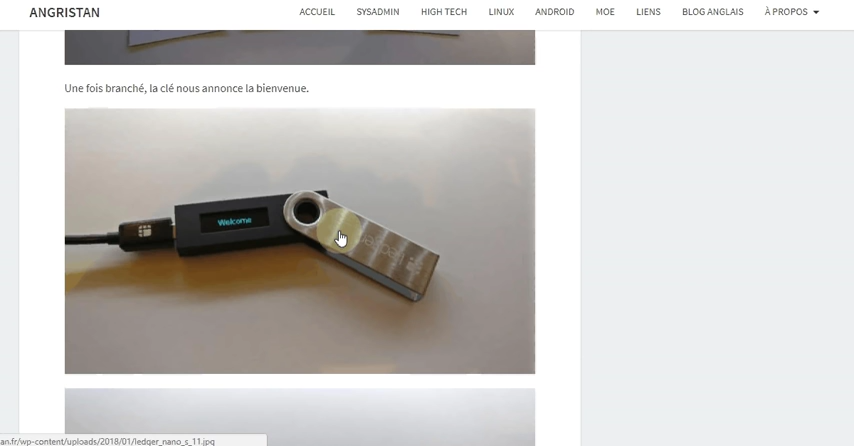 ANGRISTAN
ACCUEIL SYSADMIN HIGH TECH LINUX ANDROID MOE LIENS BLOG ANGLAIS À PROPOS
Une fois branché, la clé nous annonce la bienvenue.
Welcome
an.fr/wp-content/uploads/2018/01/ledger_nano_s_11.jpg